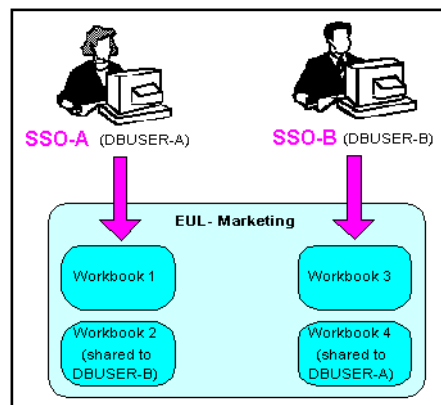 SSO-A (DBUSER-A)
SSO-B (DBUSER-B)
EUL- Marketing
Workbook 1
Workbook 3
Workbook 2
(shared to
DBUSER-B)
Workbook 4
(shared to
DBUSER-A)